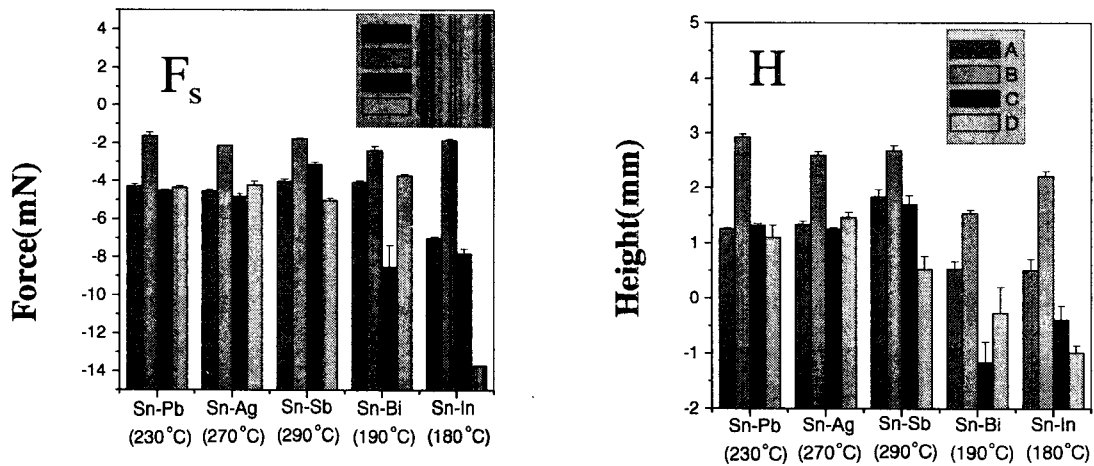 4
2
0
-2
-4
-6
-8
-10
-12
-14
Force(mN)
Fs
Sn-Pb Sn-Ag Sn-Sb Sn-Bi Sn-In
(230°C) (270°C) (290°C) (190°C) (180°C)
5
4
3
2
1
0
-1
-2
Height(mm)
H
A
B
C
D
Sn-Pb Sn-Ag Sn-Sb Sn-Bi Sn-In
(230°C) (270°C) (290°C) (190°C) (180°C)